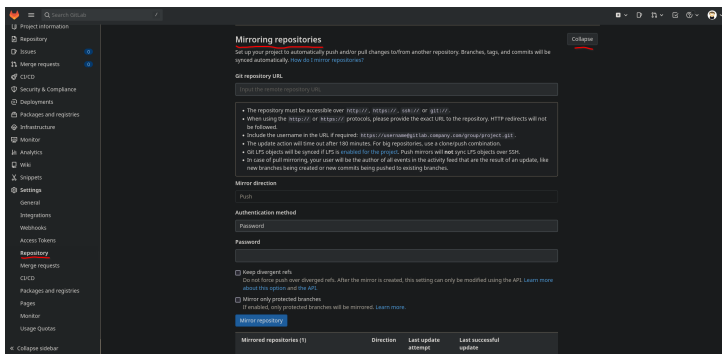 Search GitLab
Project information
Repository
Issues
0
Merge requests
0
CI/CD
Security & Compliance
Deployments
Packages and registries
Infrastructure
Monitor
Analytics
Wiki
Snippets
Settings
General
Integrations
Webhooks
Access Tokens
Repository
Merge requests
CI/CD
Packages and registries
Pages
Monitor
Usage Quotas
« Collapse sidebar
Mirroring repositories
Collapse
Set up your project to automatically push and/or pull changes to/from another repository. Branches, tags, and commits will be
synced automatically. How do I mirror repositories?
Git repository URL
Input the remote repository URL
• The repository must be accessible over http://, https://, ssh:// or git://.
• When using the http:// or https:// protocols, please provide the exact URL to the repository. HTTP redirects will not
be followed.
• Include the username in the URL if required: https://username@gitlab.company.com/group/project.git.
• The update action will time out after 180 minutes. For big repositories, use a clone/push combination.
• Git LFS objects will be synced if LFS is enabled for the project. Push mirrors will not sync LFS objects over SSH.
• In case of pull mirroring, your user will be the author of all events in the activity feed that are the result of an update, like
new branches being created or new commits being pushed to existing branches.
Mirror direction
Push
Authentication method
Password
Password
Keep divergent refs
Do not force push over diverged refs. After the mirror is created, this setting can only be modified using the API. Learn more
about this option and the API.
Mirror only protected branches
If enabled, only protected branches will be mirrored. Learn more.
Mirror repository
Mirrored repositories (1) Direction Last update Last successful
attempt update